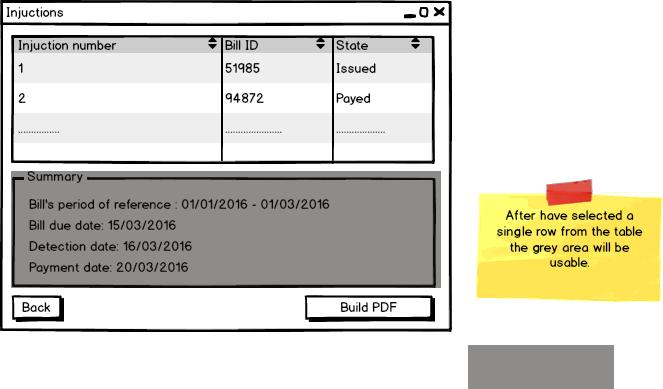 Injuctions
Injuction number Bill ID State
1 51985 Issued
2 94872 Payed
............... ..................... ..................
Summary
Bill's period of reference : 01/01/2016 - 01/03/2016
Bill due date: 15/03/2016
Detection date: 16/03/2016
Payment date: 20/03/2016
Back Build PDF
After have selected a
single row from the table
the grey area will be
usable.